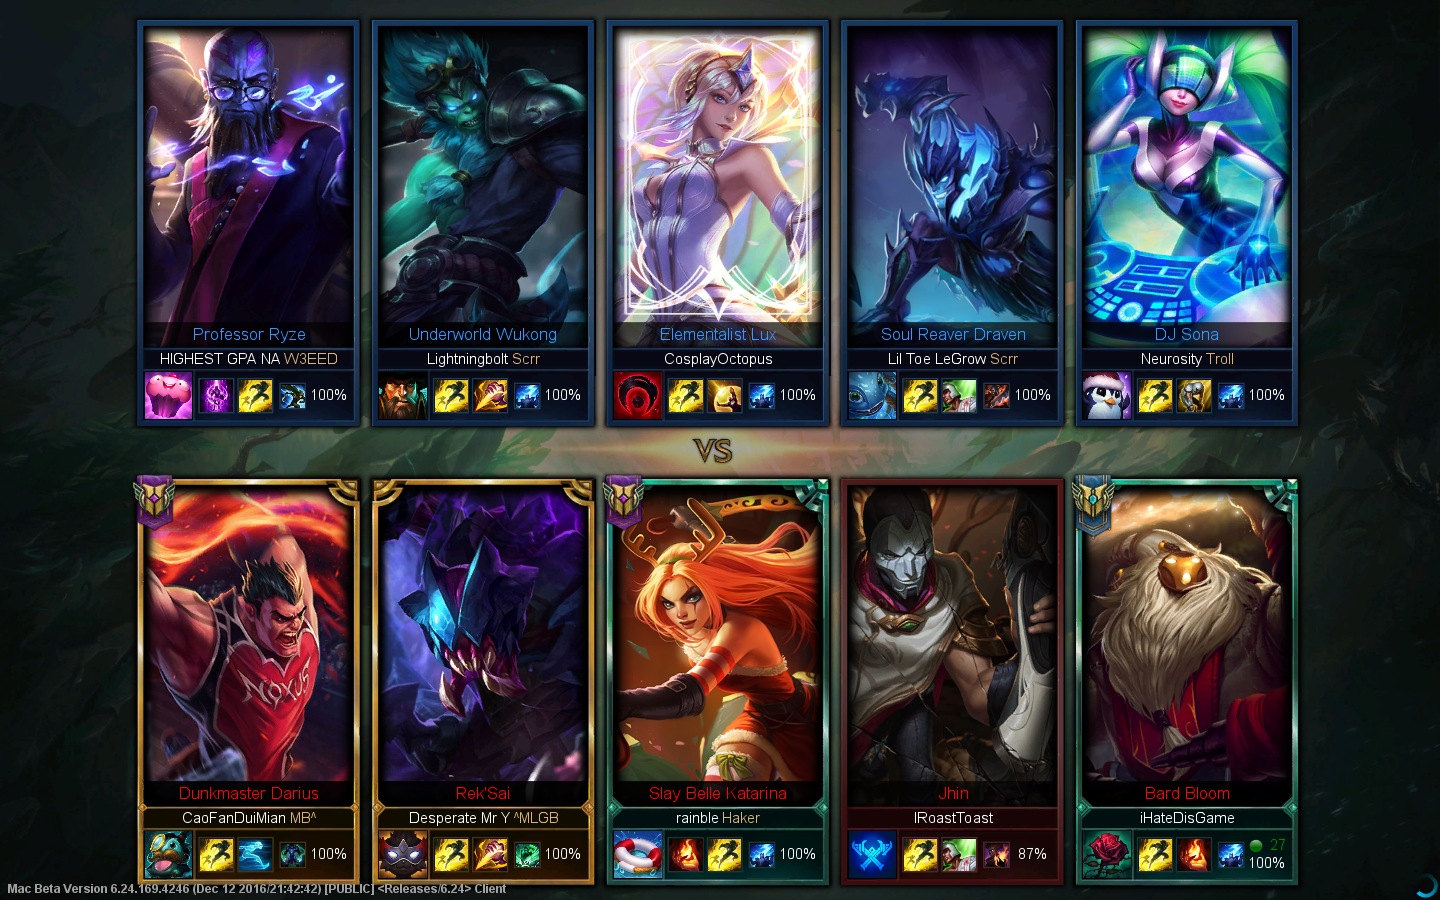 Professor Ryze
HIGHEST GPA NA W3EED
100%
Underworld Wukong
Lightningbolt Scrr
100%
Elementalist Lux
CosplayOctopus
100%
Soul Reaver Draven
Lil Toe LeGrow Scrr
100%
DJ Sona
Neurosity Troll
100%
VS
NOXUS
Dunkmaster Darius
CaoFanDuiMian MB^
100%
Rek'Sai
Desperate Mr Y ^MLGB
100%
Slay Belle Katarina
rainble Haker
100%
Jhin
IRoastToast
87%
Bard Bloom
iHateDisGame
27
100%
Mac Beta Version 6.24.169.4246 (Dec 12 2016/21:42:42) [PUBLIC] <Releases/6.24> Client